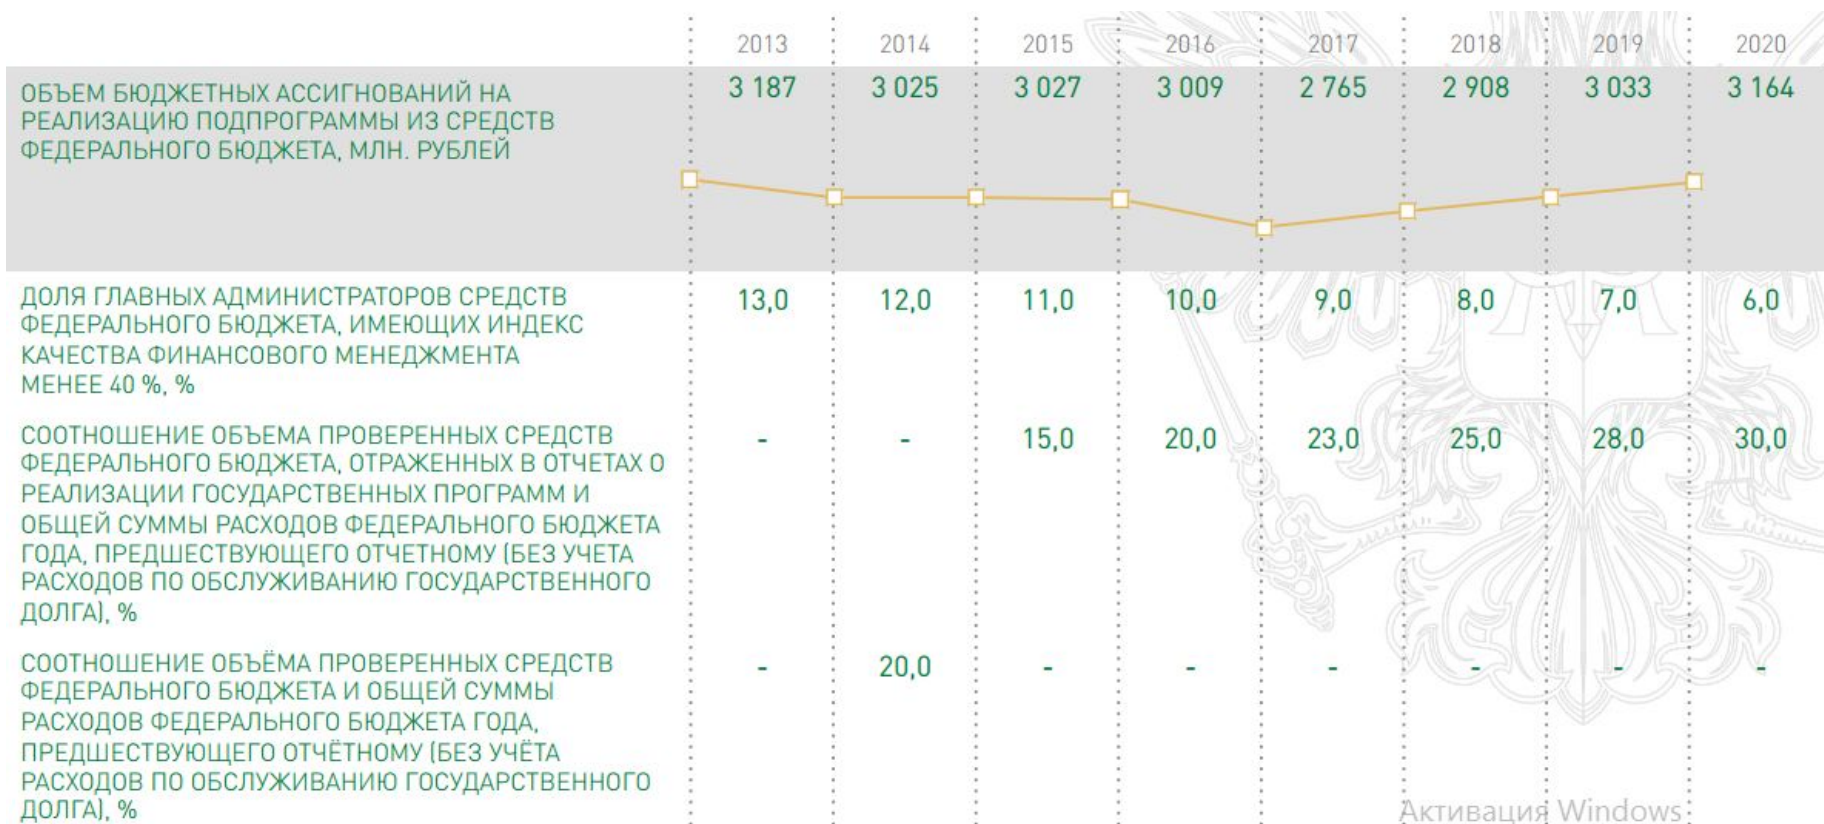 2013 2014 2015 2016 2017 2018 2019 2020
ОБЪЕМ БЮДЖЕТНЫХ АССИГНОВАНИЙ НА
РЕАЛИЗАЦИЮ ПОДПРОГРАММЫ ИЗ СРЕДСТВ
ФЕДЕРАЛЬНОГО БЮДЖЕТА, МЛН. РУБЛЕЙ
3 187 3 025 3 027 3 009 2 765 2 908 3 033 3 164
ДОЛЯ ГЛАВНЫХ АДМИНИСТРАТОРОВ СРЕДСТВ
ФЕДЕРАЛЬНОГО БЮДЖЕТА, ИМЕЮЩИХ ИНДЕКС
КАЧЕСТВА ФИНАНСОВОГО МЕНЕДЖМЕНТА
МЕНЕЕ 40 %, %
13,0 12,0 11,0 10,0 9,0 8,0 7,0 6,0
СООТНОШЕНИЕ ОБЪЕМА ПРОВЕРЕННЫХ СРЕДСТВ
ФЕДЕРАЛЬНОГО БЮДЖЕТА, ОТРАЖЕННЫХ В ОТЧЕТАХ О
РЕАЛИЗАЦИИ ГОСУДАРСТВЕННЫХ ПРОГРАММ И
ОБЩЕЙ СУММЫ РАСХОДОВ ФЕДЕРАЛЬНОГО БЮДЖЕТА
ГОДА, ПРЕДШЕСТВУЮЩЕГО ОТЧЕТНОМУ (БЕЗ УЧЕТА
РАСХОДОВ ПО ОБСЛУЖИВАНИЮ ГОСУДАРСТВЕННОГО
ДОЛГА), %
- - 15,0 20,0 23,0 25,0 28,0 30,0
СООТНОШЕНИЕ ОБЪЁМА ПРОВЕРЕННЫХ СРЕДСТВ
ФЕДЕРАЛЬНОГО БЮДЖЕТА И ОБЩЕЙ СУММЫ
РАСХОДОВ ФЕДЕРАЛЬНОГО БЮДЖЕТА ГОДА,
ПРЕДШЕСТВУЮЩЕГО ОТЧЁТНОМУ (БЕЗ УЧЁТА
РАСХОДОВ ПО ОБСЛУЖИВАНИЮ ГОСУДАРСТВЕННОГО
ДОЛГА), %
- 20,0 - - - - - -
Активация Windows